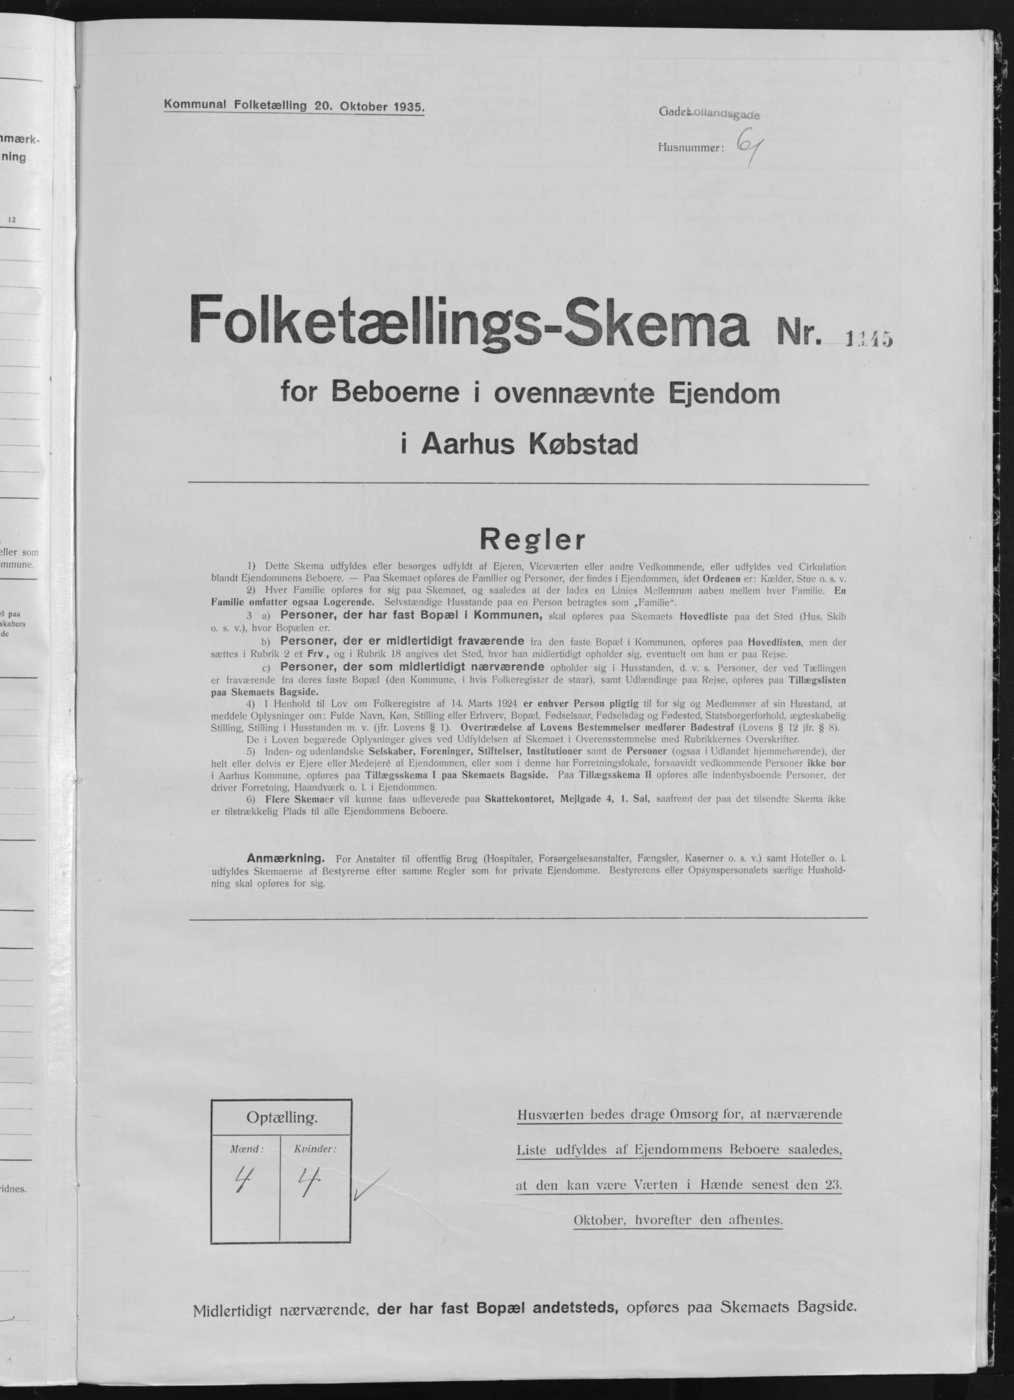 nmærk-
ning
12
eller som
mmune.
el paa
skabers
de
idnes.
Kommunal Folketælling 20. Oktober 1935.
Gade: Lollandsgade
Husnummer: 61
Folketællings-Skema Nr. 1145
for Beboerne i ovennævnte Ejendom
i Aarhus Købstad
Regler
1) Dette Skema udfyldes eller besørges udfyldt af Ejeren, Viceværten eller andre Vedkommende, eller udfyldes ved Cirkulation
blandt Ejendommens Beboere. — Paa Skemaet opføres de Familier og Personer, der findes i Ejendommen, idet Ordenen er: Kælder, Stue o. s. v.
2) Hver Familie opføres for sig paa Skemaet, og saaledes at der lades en Linies Mellemrum aaben mellem hver Familie. En
Familie omfatter ogsaa Logerende. Selvstændige Husstande paa en Person betragtes som „Familie“.
3 a) Personer, der har fast Bopæl i Kommunen, skal opføres paa Skemaets Hovedliste paa det Sted (Hus, Skib
o. s. v.), hvor Bopælen er.
b) Personer, der er midlertidigt fraværende fra den faste Bopæl i Kommunen, opføres paa Hovedlisten, men der
sættes i Rubrik 2 et Frv., og i Rubrik 18 angives det Sted, hvor han midlertidigt opholder sig, eventuelt om han er paa Rejse.
c) Personer, der som midlertidigt nærværende opholder sig i Husstanden, d. v. s. Personer, der ved Tællingen
er fraværende fra deres faste Bopæl (den Kommune, i hvis Folkeregister de staar), samt Udlændinge paa Rejse, opføres paa Tillægslisten
paa Skemaets Bagside.
4) I Henhold til Lov om Folkeregistre af 14. Marts 1924 er enhver Person pligtig til for sig og Medlemmer af sin Husstand, at
meddele Oplysninger om: Fulde Navn, Køn, Stilling eller Erhverv, Bopæl, Fødselsaar, Fødselsdag og Fødested, Statsborgerforhold, ægteskabelig
Stilling, Stilling i Husstanden m. v. (jfr. Lovens § 1). Overtrædelse af Lovens Bestemmelser medfører Bødestraf (Lovens § 12 jfr. § 8).
De i Loven begærede Oplysninger gives ved Udfyldelsen af Skemaet i Overensstemmelse med Rubrikkernes Overskrifter.
5) Inden- og udenlandske Selskaber, Foreninger, Stiftelser, Institutioner samt de Personer (ogsaa i Udlandet hjemmehørende), der
helt eller delvis er Ejere eller Medejere af Ejendommen, eller som i denne har Forretningslokale, forsaavidt vedkommende Personer ikke bor
i Aarhus Kommune, opføres paa Tillægsskema I paa Skemaets Bagside. Paa Tillægsskema II opføres alle indenbysboende Personer, der
driver Forretning, Haandværk o. l. i Ejendommen.
6) Flere Skemaer vil kunne faas udleverede paa Skattekontoret, Mejlgade 4, 1. Sal, saafremt der paa det tilsendte Skema ikke
er tilstrækkelig Plads til alle Ejendommens Beboere.
Anmærkning. For Anstalter til offentlig Brug (Hospitaler, Forsørgelsesanstalter, Fængsler, Kaserner o. s. v.) samt Hoteller o. l.
udfyldes Skemaerne af Bestyrerne efter samme Regler som for private Ejendomme. Bestyrerens eller Opsynspersonalets særlige Hushold-
ning skal opføres for sig.
Optælling.
Mænd: Kvinder:
4 4
Husværten bedes drage Omsorg for, at nærværende
Liste udfyldes af Ejendommens Beboere saaledes,
at den kan være Værten i Hænde senest den 23.
Oktober, hvorefter den afhentes.
Midlertidigt nærværende, der har fast Bopæl andetsteds, opføres paa Skemaets Bagside.